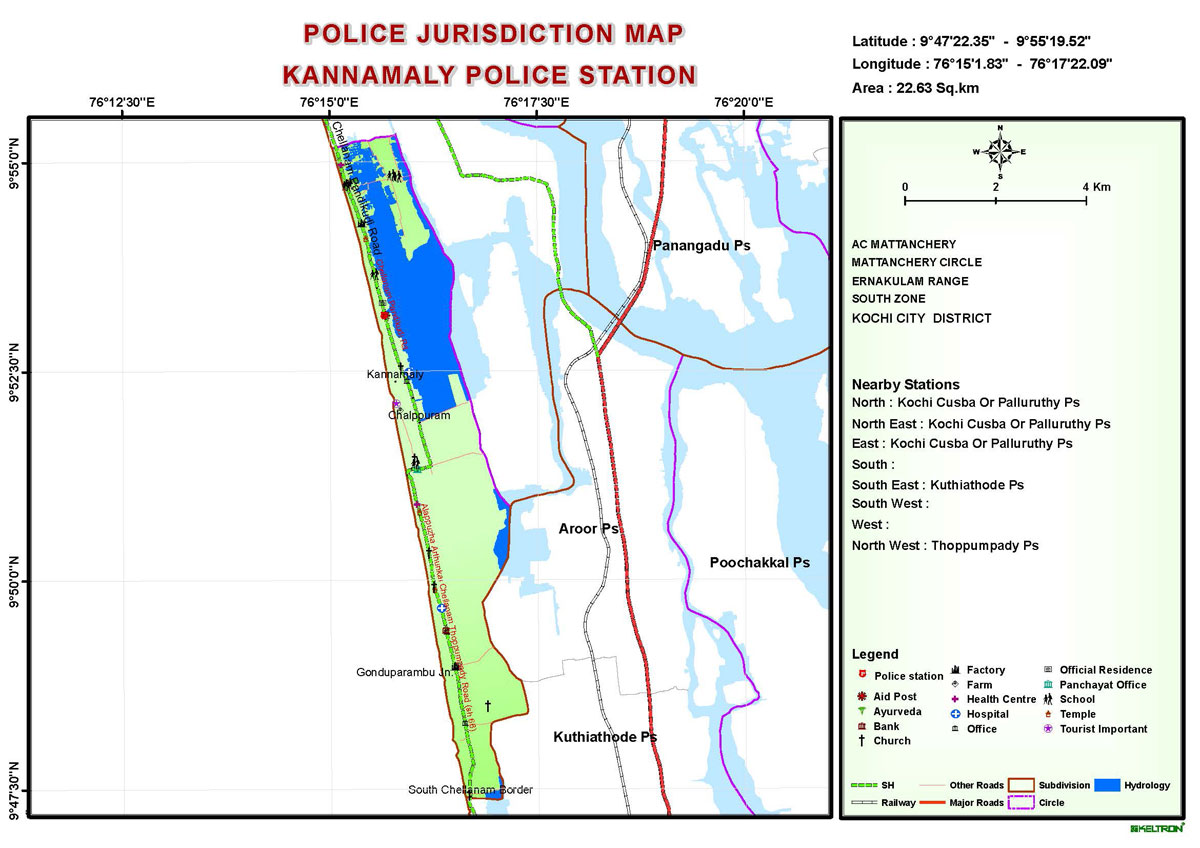 POLICE JURISDICTION MAP
KANNAMALY POLICE STATION
Latitude : 9°47'22.35" - 9°55'19.52"
Longitude : 76°15'1.83" - 76°17'22.09"
Area : 22.63 Sq.km
76°12'30"E
76°15'0"E
76°17'30"E
76°20'0"E
9°55'0"N
9°52'30"N
9°50'0"N
9°47'30"N
Panangadu Ps
Kannamaly
Chalppuram
Aroor Ps
Poochakkal Ps
Gonduparambu Jn.
Kuthiathode Ps
South Chellanam Border
Alappuzha Arthunkal Chellanam Thoppumpady Road (sh 66)
N
W E
S
0 2 4 Km
AC MATTANCHERY
MATTANCHERY CIRCLE
ERNAKULAM RANGE
SOUTH ZONE
KOCHI CITY DISTRICT
Nearby Stations
North : Kochi Cusba Or Palluruthy Ps
North East : Kochi Cusba Or Palluruthy Ps
East : Kochi Cusba Or Palluruthy Ps
South :
South East : Kuthiathode Ps
South West :
West :
North West : Thoppumpady Ps
Legend
Police station
Aid Post
Ayurveda
Bank
Church
Factory
Farm
Health Centre
Hospital
Office
Official Residence
Panchayat Office
School
Temple
Tourist Important
SH
Other Roads
Subdivision
Hydrology
Railway
Major Roads
Circle
KELTRON